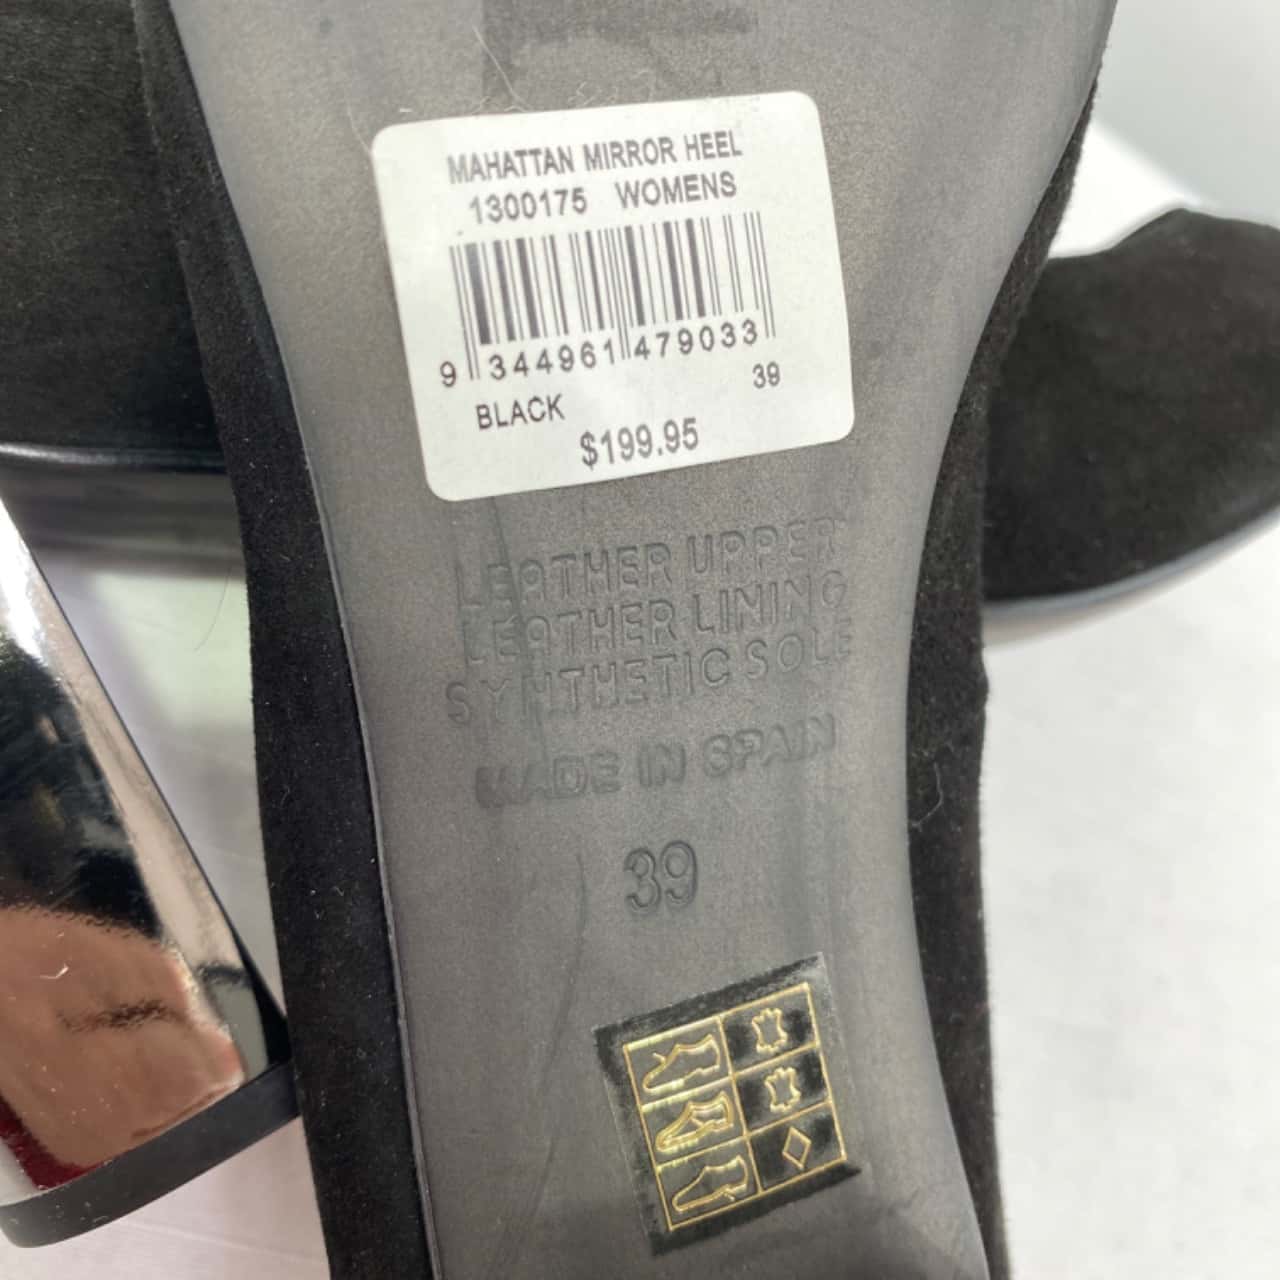 MAHATTAN MIRROR HEEL
1300175 WOMENS
9 344961 479033
BLACK 39
$199.95
LEATHER UPPER
LEATHER LINING
SYNTHETIC SOLE
MADE IN SPAIN
39